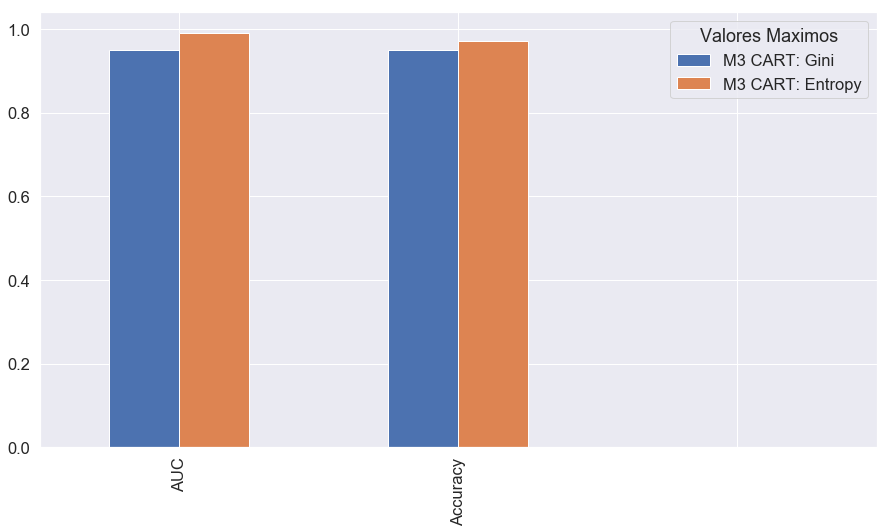 1.0
0.8
0.6
0.4
0.2
0.0
Valores Maximos
M3 CART: Gini
M3 CART: Entropy
AUC
Accuracy